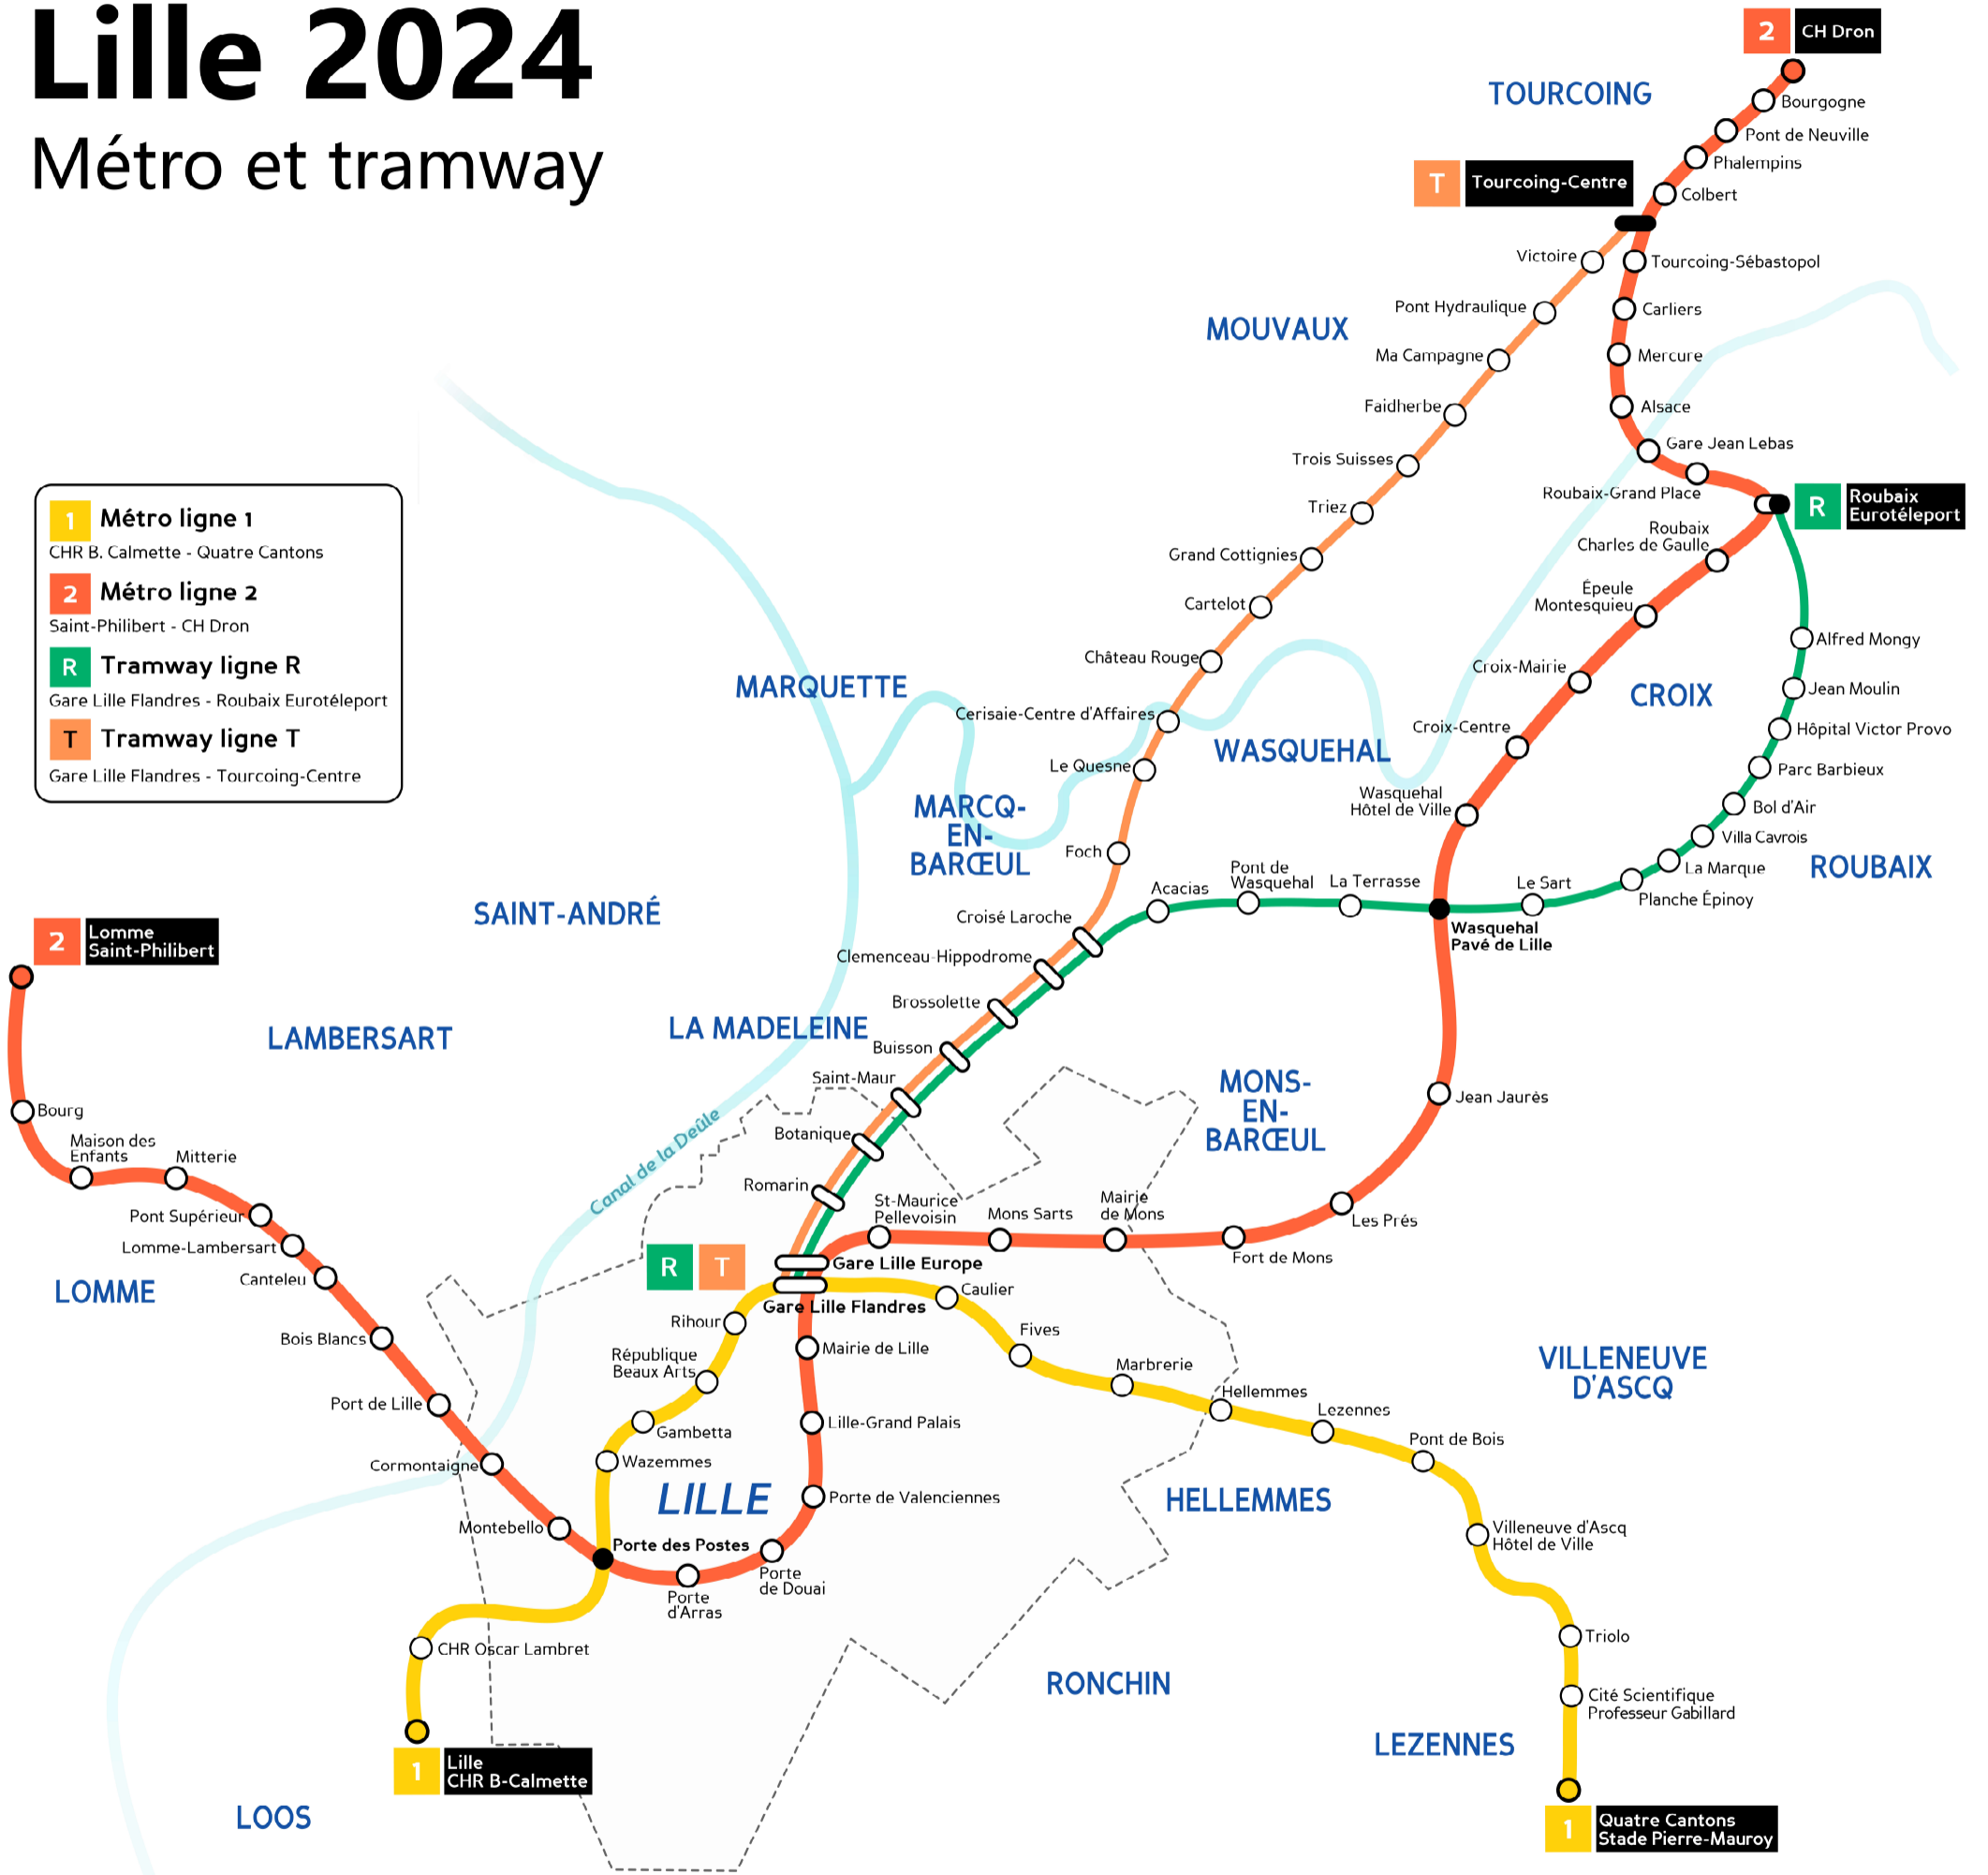 Lille 2024
Métro et tramway
1 Métro ligne 1
CHR B. Calmette - Quatre Cantons
2 Métro ligne 2
Saint-Philibert - CH Dron
R Tramway ligne R
Gare Lille Flandres - Roubaix Eurotéleport
T Tramway ligne T
Gare Lille Flandres - Tourcoing-Centre
2 CH Dron
TOURCOING
Bourgogne
Pont de Neuville
Phalempins
T Tourcoing-Centre
Colbert
Victoire
Tourcoing-Sébastopol
Pont Hydraulique
Carliers
MOUVAUX
Ma Campagne
Mercure
Faidherbe
Alsace
Trois Suisses
Gare Jean Lebas
Roubaix-Grand Place
R Roubaix
Eurotéleport
Triez
Roubaix
Charles de Gaulle
Grand Cottignies
Épeule
Montesquieu
Cartelot
Alfred Mongy
Château Rouge
Croix-Mairie
MARQUETTE
CROIX
Jean Moulin
Cerisaie-Centre d'Affaires
Croix-Centre
Hôpital Victor Provo
WASQUEHAL
Le Quesne
Parc Barbieux
Wasquehal
Hôtel de Ville
Bol d'Air
MARCQ-
EN-
BARŒUL
Villa Cavrois
Foch
La Marque
ROUBAIX
Pont de
Wasquehal
La Terrasse
Le Sart
Acacias
Planche Épinoy
SAINT-ANDRÉ
Croisé Laroche
Wasquehal
Pavé de Lille
2 Lomme
Saint-Philibert
Clemenceau-Hippodrome
Brossolette
LA MADELEINE
LAMBERSART
Buisson
Saint-Maur
MONS-
EN-
BARŒUL
Jean Jaurès
Bourg
Botanique
Maison des
Enfants
Mitterie
Canal de la Deûle
Romarin
St-Maurice
Pellevoisin
Mons Sarts
Mairie
de Mons
Les Prés
Pont Supérieur
Lomme-Lambersart
Fort de Mons
R T
Gare Lille Europe
Canteleu
LOMME
Caulier
Gare Lille Flandres
Rihour
Fives
Bois Blancs
Mairie de Lille
République
Beaux Arts
Marbrerie
VILLENEUVE
D'ASCQ
Hellemmes
Port de Lille
Lezennes
Lille-Grand Palais
Gambetta
Pont de Bois
Cormontaigne
Wazemmes
LILLE
Porte de Valenciennes
HELLEMMES
Montebello
Villeneuve d'Ascq
Hôtel de Ville
Porte des Postes
Porte
de Douai
Porte
d'Arras
CHR Oscar Lambret
Triolo
RONCHIN
Cité Scientifique
Professeur Gabillard
LEZENNES
1 Lille
CHR B-Calmette
LOOS
1 Quatre Cantons
Stade Pierre-Mauroy